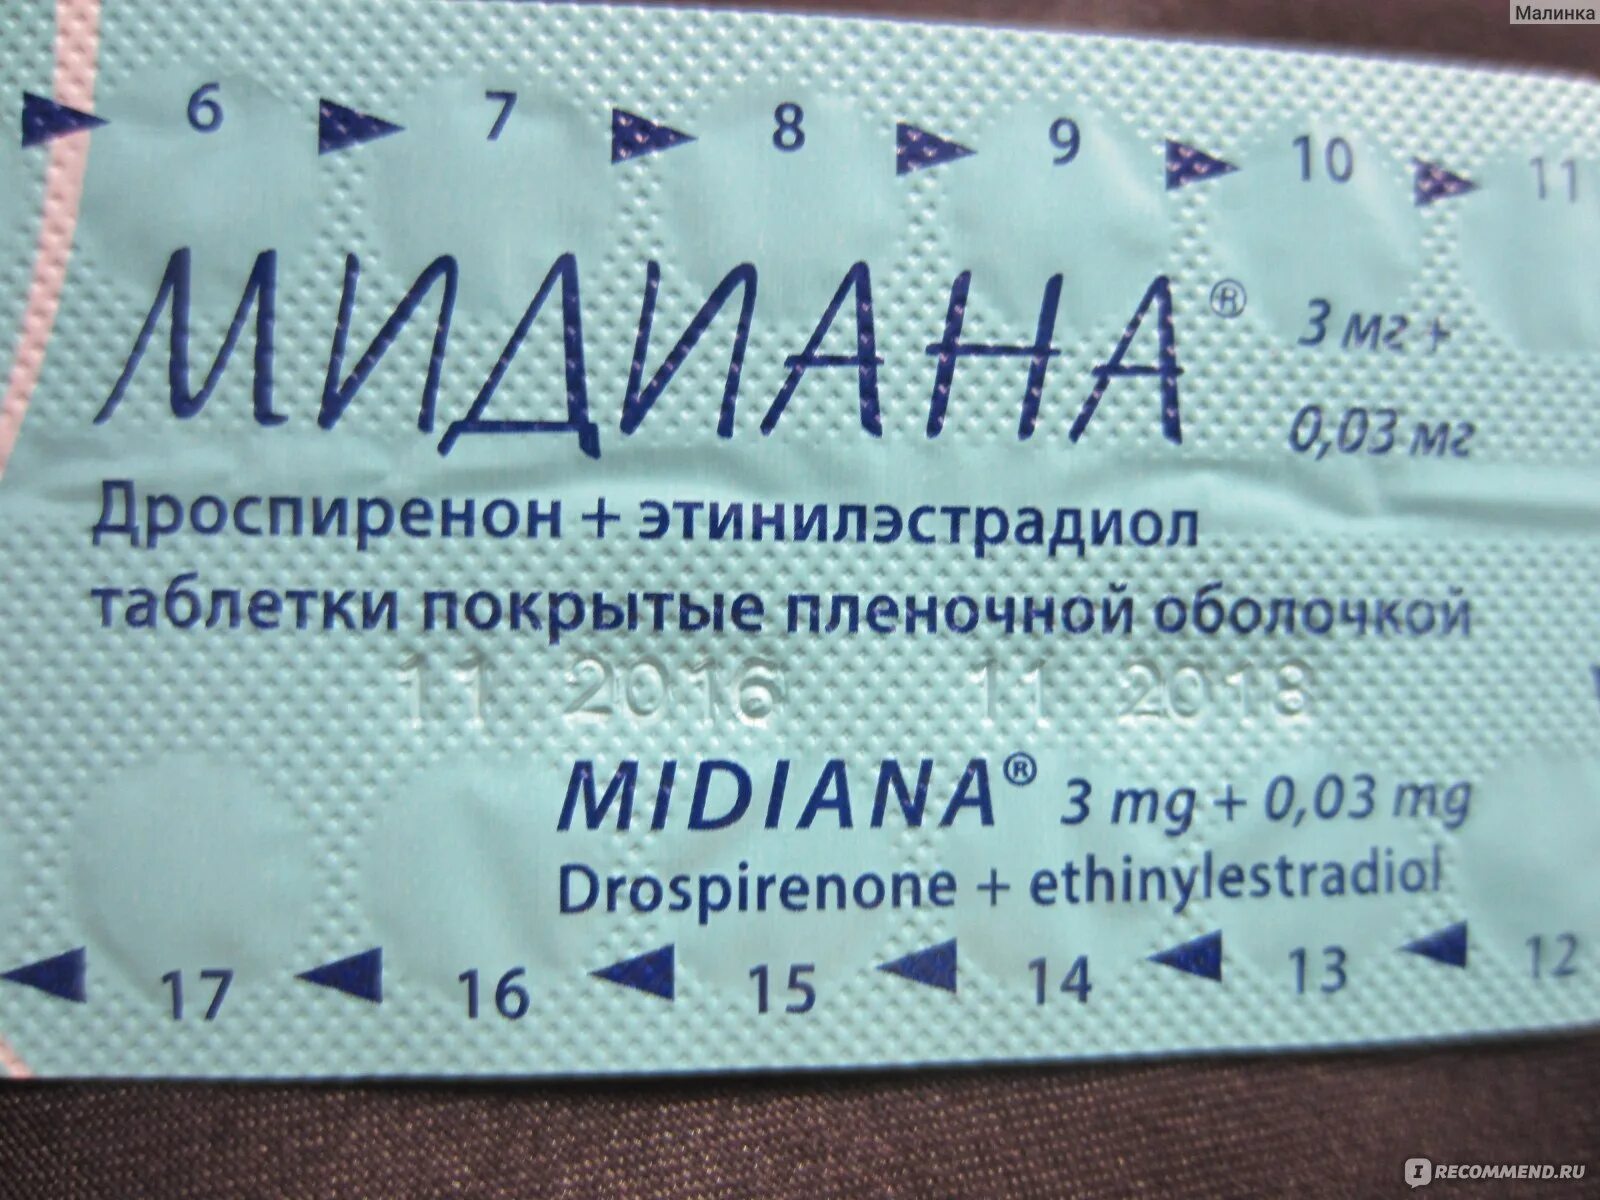 Малинка
6 7 8 9 10 11
МИДИАНА® 3 мг +
0,03 мг
Дроспиренон + этинилэстрадиол
таблетки покрытые пленочной оболочкой
11 2016 11 2018
MIDIANA® 3 mg + 0,03 mg
Drospirenone + ethinylestradiol
17 16 15 14 13 12
IRECOMMEND.RU